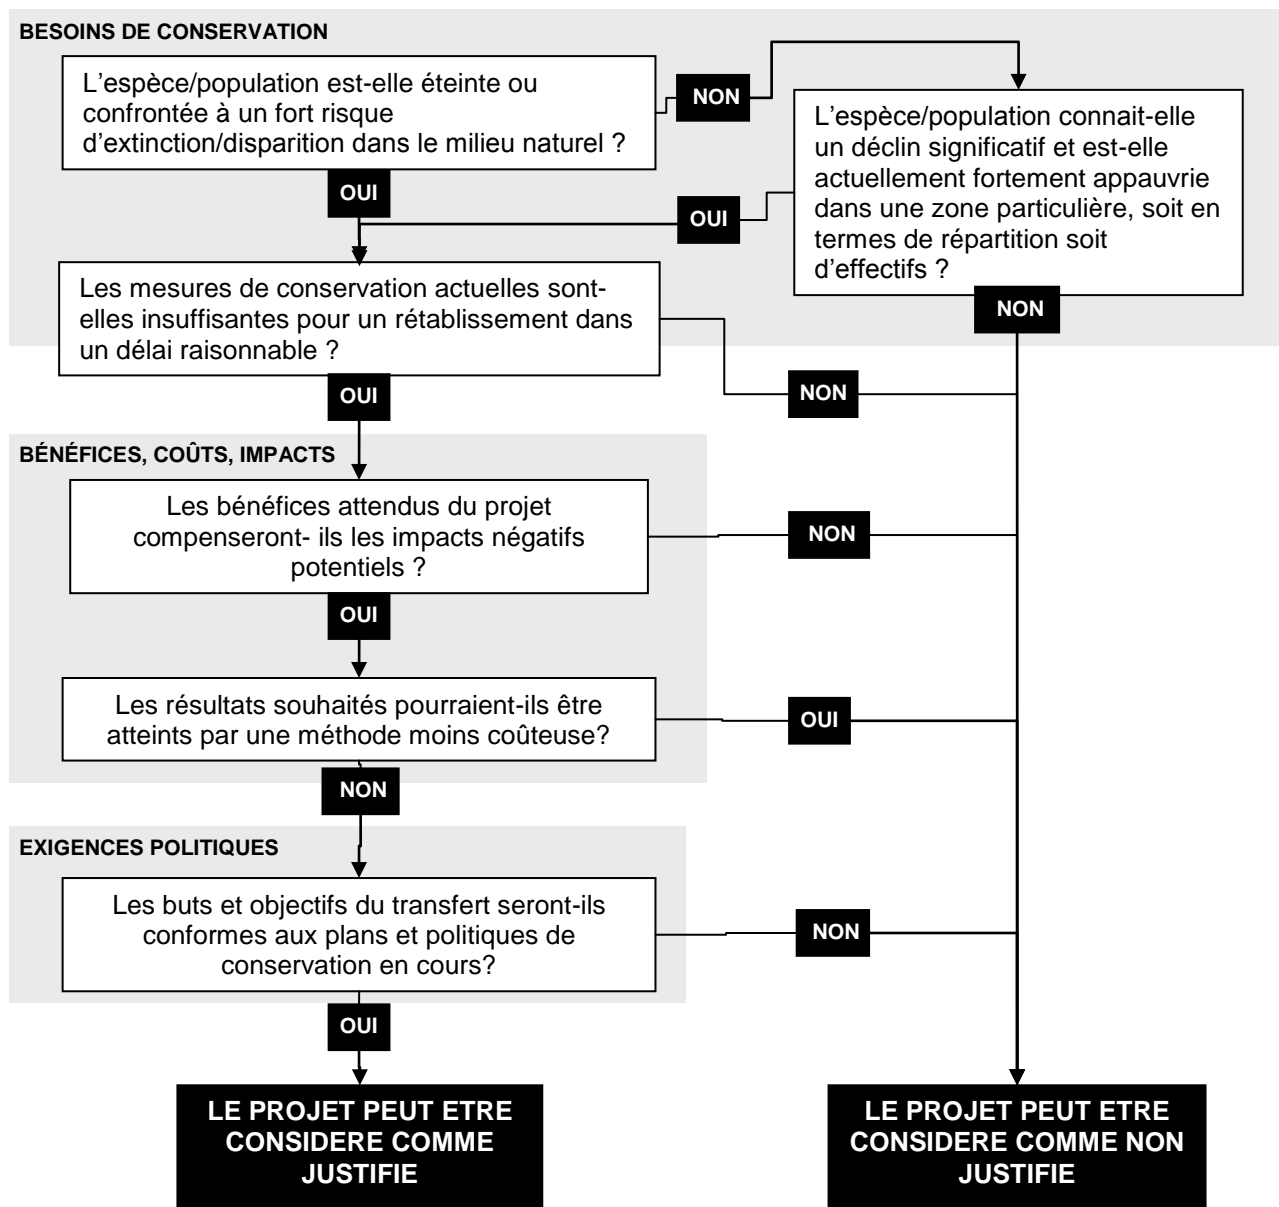 BESOINS DE CONSERVATION
L'espèce/population est-elle éteinte ou
confrontée à un fort risque
d'extinction/disparition dans le milieu naturel ?
NON
L'espèce/population connait-elle
un déclin significatif et est-elle
actuellement fortement appauvrie
dans une zone particulière, soit en
termes de répartition soit
d'effectifs ?
OUI
OUI
NON
Les mesures de conservation actuelles sont-
elles insuffisantes pour un rétablissement dans
un délai raisonnable ?
NON
OUI
BÉNÉFICES, COÛTS, IMPACTS
Les bénéfices attendus du projet
compenseront- ils les impacts négatifs
potentiels ?
NON
OUI
Les résultats souhaités pourraient-ils être
atteints par une méthode moins coûteuse?
OUI
NON
EXIGENCES POLITIQUES
Les buts et objectifs du transfert seront-ils
conformes aux plans et politiques de
conservation en cours?
NON
OUI
LE PROJET PEUT ETRE
CONSIDERE COMME
JUSTIFIE
LE PROJET PEUT ETRE
CONSIDERE COMME NON
JUSTIFIE